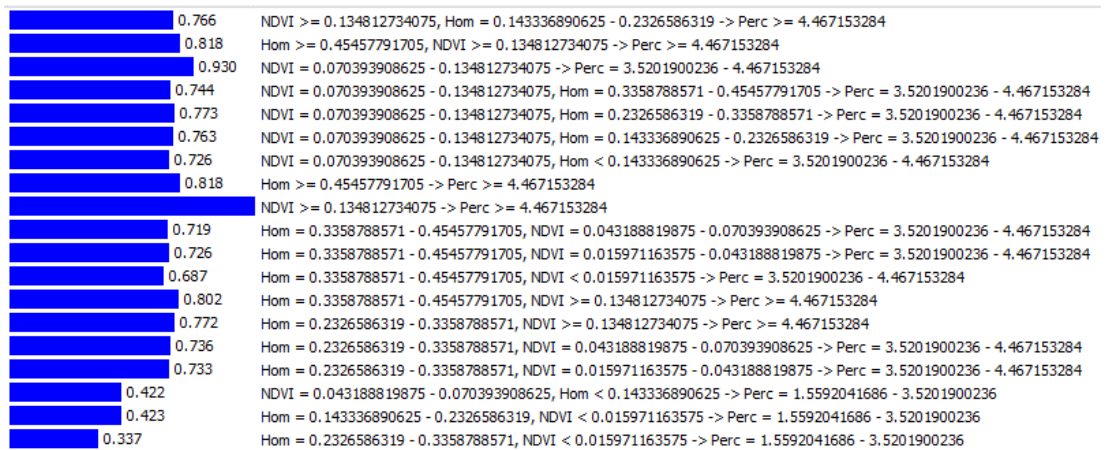 0.766 NDVI >= 0.134812734075, Hom = 0.143336890625 - 0.2326586319 -> Perc >= 4.467153284
0.818 Hom >= 0.45457791705, NDVI >= 0.134812734075 -> Perc >= 4.467153284
0.930 NDVI = 0.070393908625 - 0.134812734075 -> Perc = 3.5201900236 - 4.467153284
0.744 NDVI = 0.070393908625 - 0.134812734075, Hom = 0.3358788571 - 0.45457791705 -> Perc = 3.5201900236 - 4.467153284
0.773 NDVI = 0.070393908625 - 0.134812734075, Hom = 0.2326586319 - 0.3358788571 -> Perc = 3.5201900236 - 4.467153284
0.763 NDVI = 0.070393908625 - 0.134812734075, Hom = 0.143336890625 - 0.2326586319 -> Perc = 3.5201900236 - 4.467153284
0.726 NDVI = 0.070393908625 - 0.134812734075, Hom < 0.143336890625 -> Perc = 3.5201900236 - 4.467153284
0.818 Hom >= 0.45457791705 -> Perc >= 4.467153284
NDVI >= 0.134812734075 -> Perc >= 4.467153284
0.719 Hom = 0.3358788571 - 0.45457791705, NDVI = 0.043188819875 - 0.070393908625 -> Perc = 3.5201900236 - 4.467153284
0.726 Hom = 0.3358788571 - 0.45457791705, NDVI = 0.015971163575 - 0.043188819875 -> Perc = 3.5201900236 - 4.467153284
0.687 Hom = 0.3358788571 - 0.45457791705, NDVI < 0.015971163575 -> Perc = 3.5201900236 - 4.467153284
0.802 Hom = 0.3358788571 - 0.45457791705, NDVI >= 0.134812734075 -> Perc >= 4.467153284
0.772 Hom = 0.2326586319 - 0.3358788571, NDVI >= 0.134812734075 -> Perc >= 4.467153284
0.736 Hom = 0.2326586319 - 0.3358788571, NDVI = 0.043188819875 - 0.070393908625 -> Perc = 3.5201900236 - 4.467153284
0.733 Hom = 0.2326586319 - 0.3358788571, NDVI = 0.015971163575 - 0.043188819875 -> Perc = 3.5201900236 - 4.467153284
0.422 NDVI = 0.043188819875 - 0.070393908625, Hom < 0.143336890625 -> Perc = 1.5592041686 - 3.5201900236
0.423 Hom = 0.143336890625 - 0.2326586319, NDVI < 0.015971163575 -> Perc = 1.5592041686 - 3.5201900236
0.337 Hom = 0.2326586319 - 0.3358788571, NDVI < 0.015971163575 -> Perc = 1.5592041686 - 3.5201900236